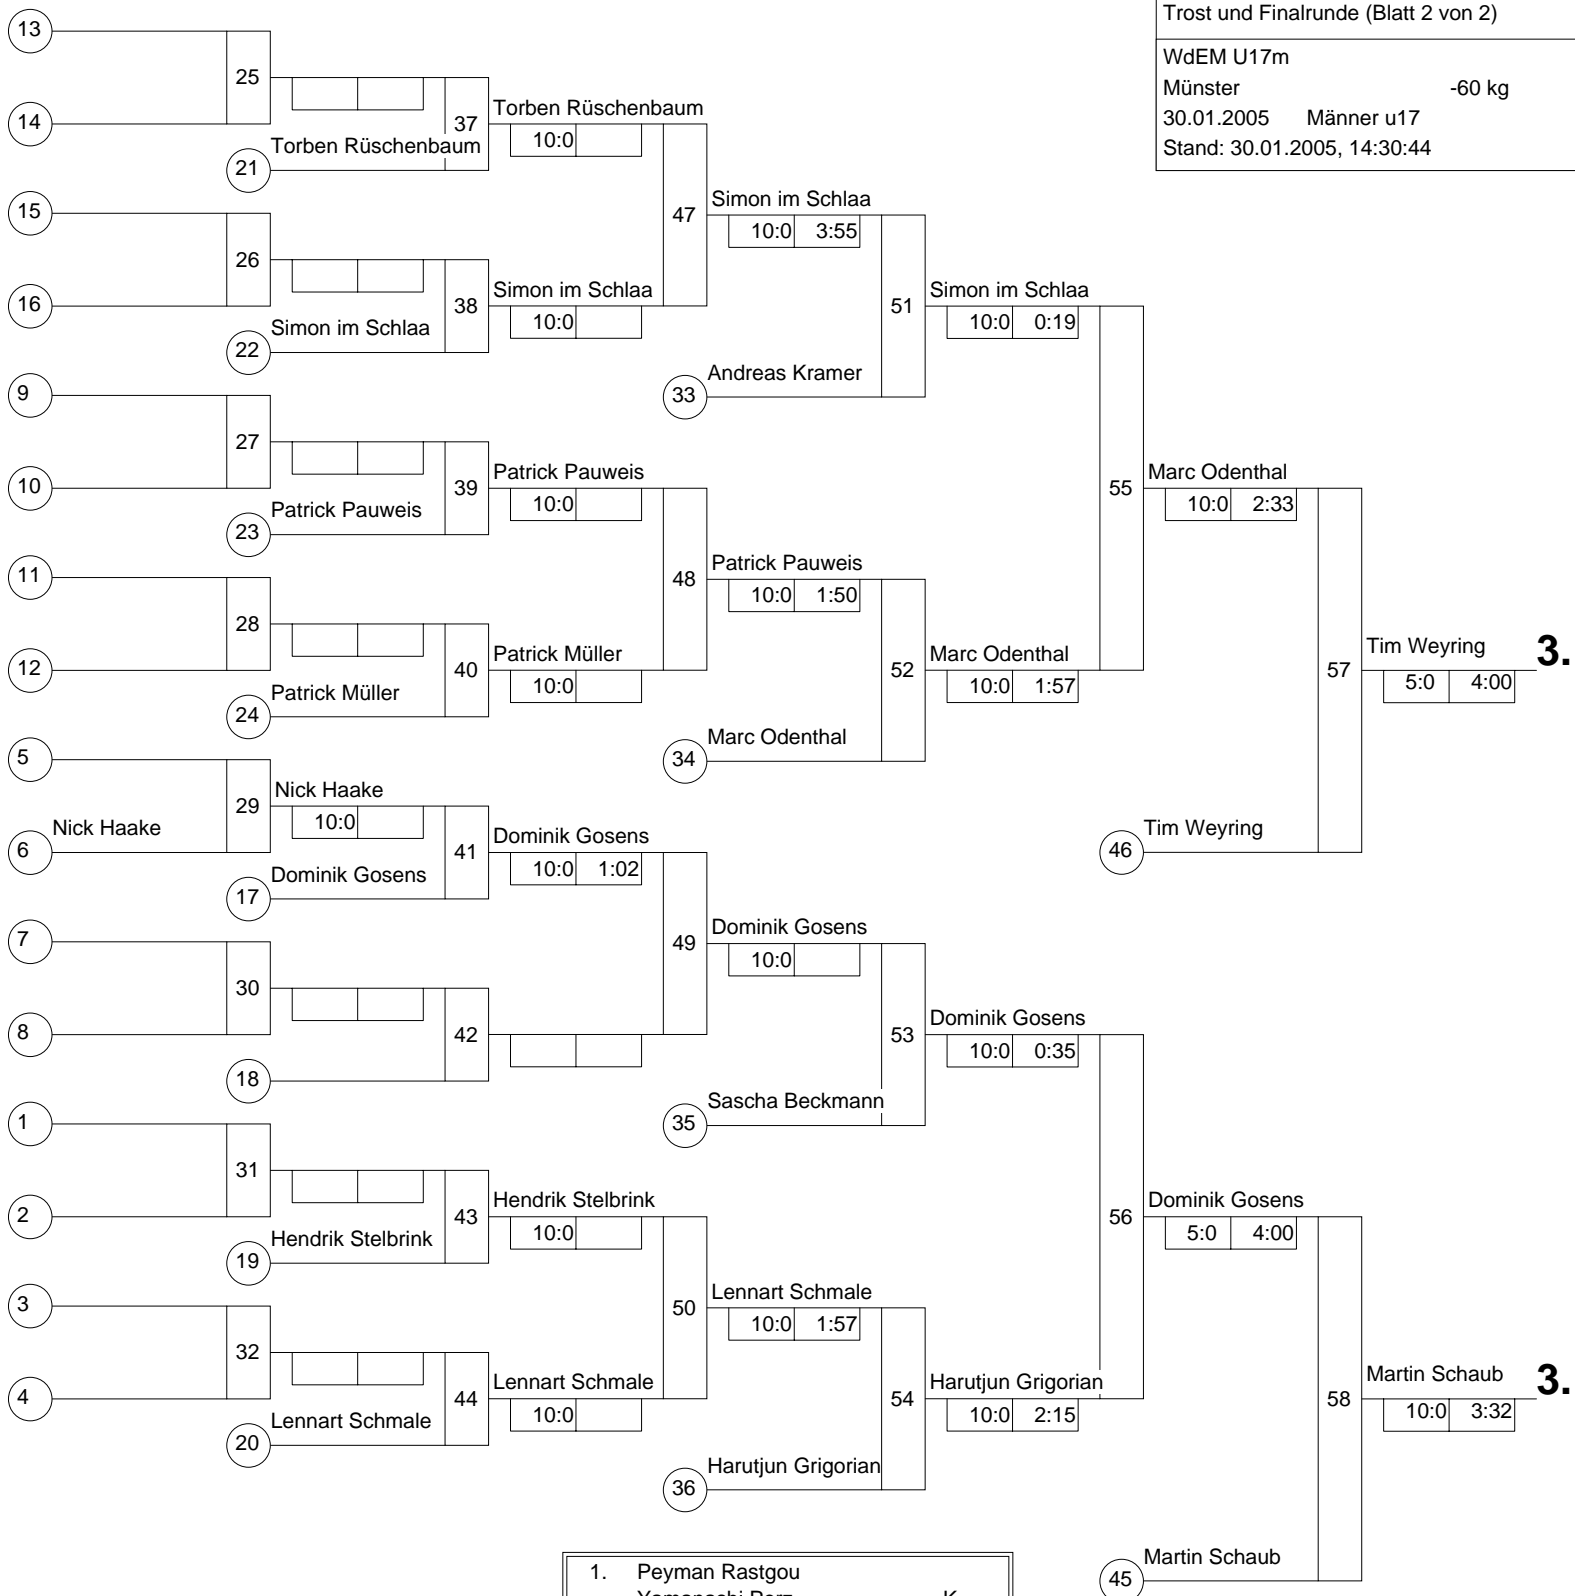 Trost und Finalrunde (Blatt 2 von 2)
WdEM U17m
Münster -60 kg
30.01.2005 Männer u17
Stand: 30.01.2005, 14:30:44
13
25
14
37
Torben Rüschenbaum
10:0
21
Torben Rüschenbaum
47
Simon im Schlaa
10:0 3:55
15
26
16
38
Simon im Schlaa
10:0
22
Simon im Schlaa
51
Simon im Schlaa
10:0 0:19
33
Andreas Kramer
9
27
10
39
Patrick Pauweis
10:0
23
Patrick Pauweis
55
Marc Odenthal
10:0 2:33
11
28
12
48
Patrick Pauweis
10:0 1:50
40
Patrick Müller
10:0
24
Patrick Müller
52
Marc Odenthal
10:0 1:57
34
Marc Odenthal
57
Tim Weyring
3.
5:0 4:00
46
Tim Weyring
5
29
Nick Haake
10:0
6
Nick Haake
41
Dominik Gosens
10:0 1:02
17
Dominik Gosens
49
Dominik Gosens
10:0
7
30
8
42
18
53
Dominik Gosens
10:0 0:35
35
Sascha Beckmann
1
31
2
43
Hendrik Stelbrink
10:0
19
Hendrik Stelbrink
56
Dominik Gosens
5:0 4:00
3
32
4
50
Lennart Schmale
10:0 1:57
44
Lennart Schmale
10:0
20
Lennart Schmale
54
Harutjun Grigorian
10:0 2:15
36
Harutjun Grigorian
58
Martin Schaub
3.
10:0 3:32
45
Martin Schaub
1. Peyman Rastgou